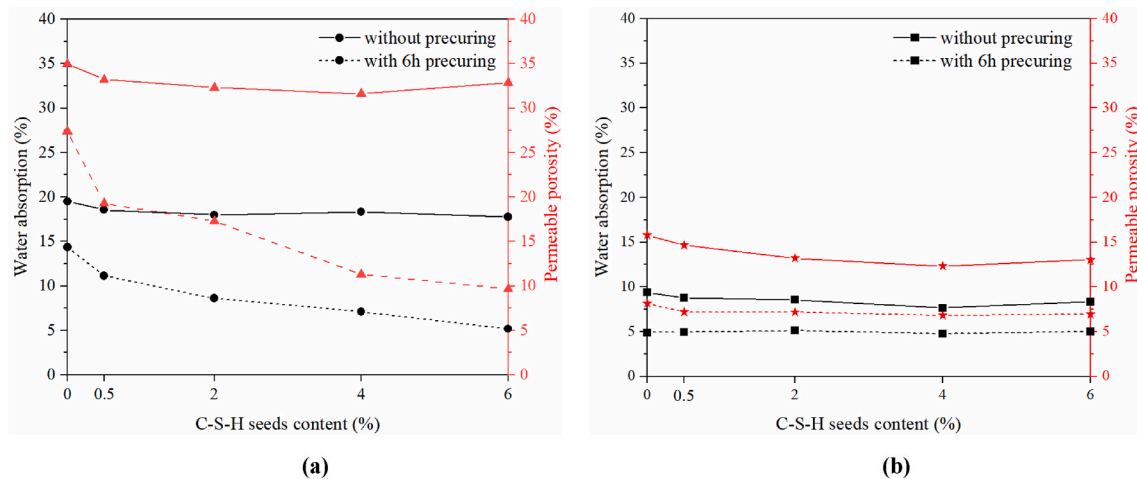 40
35
30
25
20
15
10
5
0
Water absorption (%)
without precuring
with 6h precuring
40
35
30
25
20
15
10
5
0
Permeable porosity (%)
0 0.5 2 4 6
C-S-H seeds content (%)
(a)
40
35
30
25
20
15
10
5
0
Water absorption (%)
without precuring
with 6h precuring
40
35
30
25
20
15
10
5
0
Permeable porosity (%)
0 0.5 2 4 6
C-S-H seeds content (%)
(b)